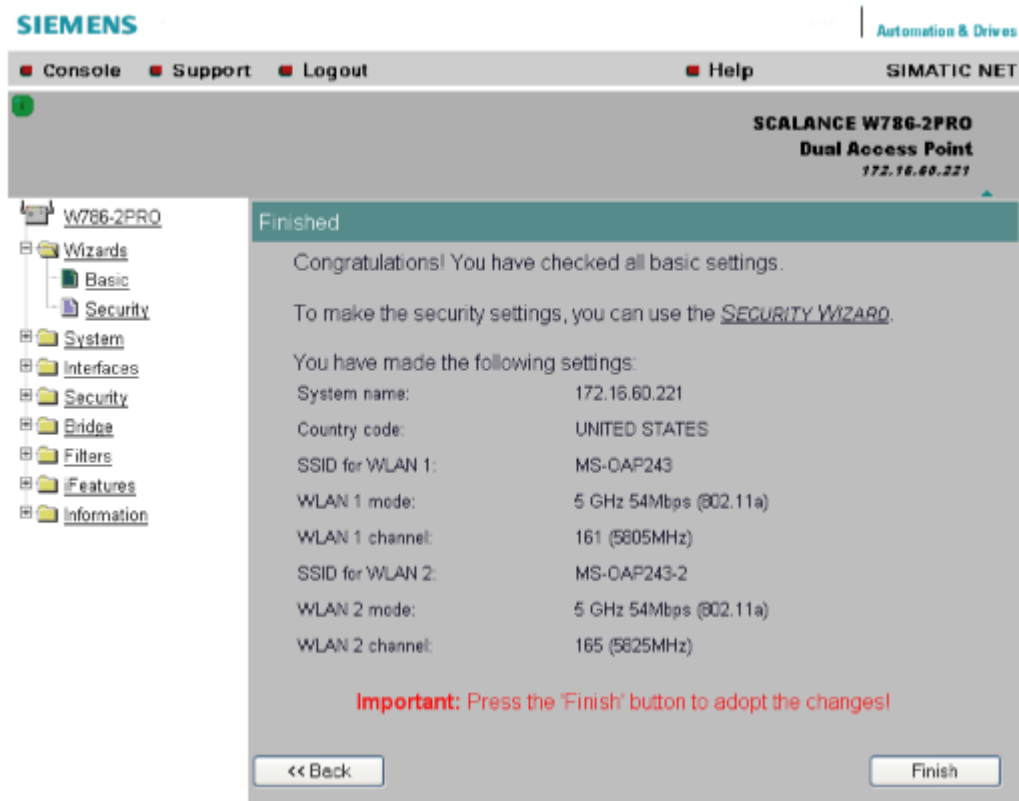 SIEMENS
Automation & Drives
Console Support Logout Help SIMATIC NET
SCALANCE W786-2PRO
Dual Access Point
172.16.60.221
W786-2PRO
Wizards
Basic
Security
System
Interfaces
Security
Bridge
Filters
iFeatures
Information
Finished
Congratulations! You have checked all basic settings.
To make the security settings, you can use the SECURITY WIZARD.
You have made the following settings:
System name: 172.16.60.221
Country code: UNITED STATES
SSID for WLAN 1: MS-OAP243
WLAN 1 mode: 5 GHz 54Mbps (802.11a)
WLAN 1 channel: 161 (5805MHz)
SSID for WLAN 2: MS-OAP243-2
WLAN 2 mode: 5 GHz 54Mbps (802.11a)
WLAN 2 channel: 165 (5825MHz)
Important: Press the 'Finish' button to adopt the changes!
<< Back Finish